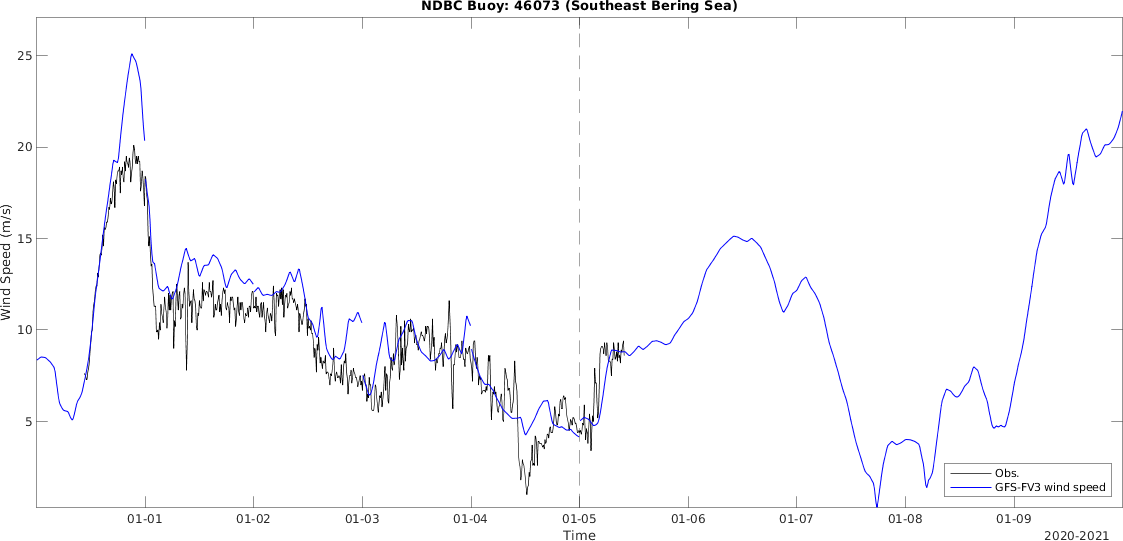 NDBC Buoy: 46073 (Southeast Bering Sea)
25
20
15
10
5
Wind Speed (m/s)
01-01 01-02 01-03 01-04 01-05 01-06 01-07 01-08 01-09
Time
2020-2021
Obs.
GFS-FV3 wind speed